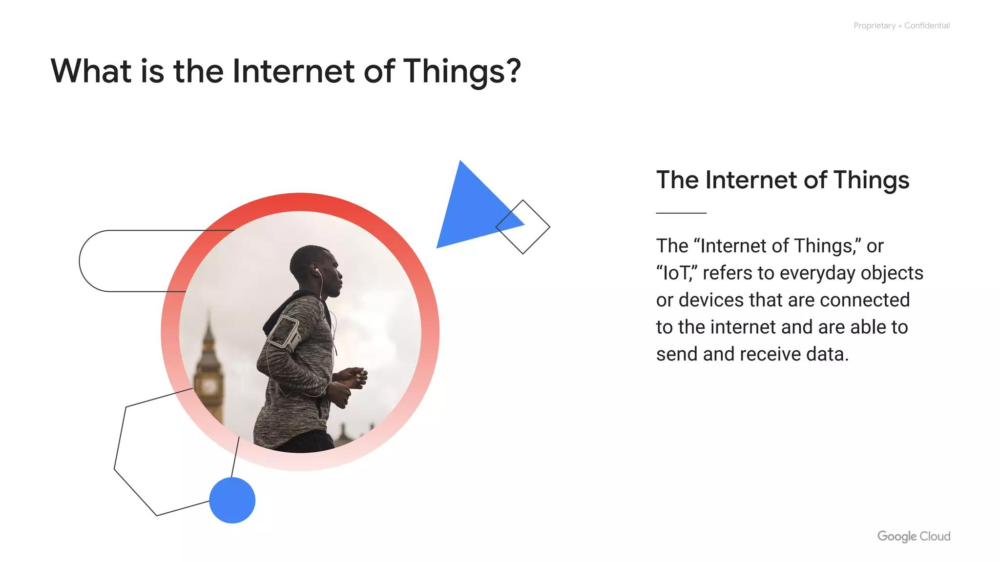 Proprietary + Confidential
What is the Internet of Things?
The Internet of Things
The “Internet of Things,” or
“IoT,” refers to everyday objects
or devices that are connected
to the internet and are able to
send and receive data.
Google Cloud